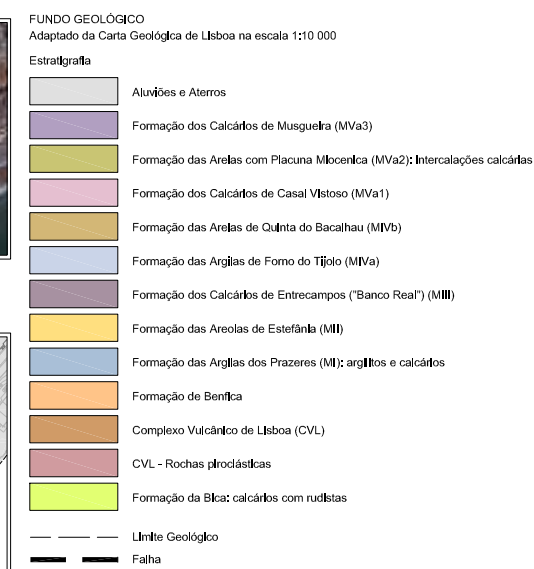 FUNDO GEOLÓGICO
Adaptado da Carta Geológica de Lisboa na escala 1:10 000
Estratigrafia
Aluviões e Aterros
Formação dos Calcários de Musgueira (MVa3)
Formação das Areias com Placuna Miocenica (MVa2): intercalações calcárias
Formação dos Calcários de Casal Vistoso (MVa1)
Formação das Areias de Quinta do Bacalhau (MIVb)
Formação das Argilas de Forno do Tijolo (MIVa)
Formação dos Calcários de Entrecampos ("Banco Real") (MIII)
Formação das Areolas de Estefânia (MII)
Formação das Argilas dos Prazeres (MI): argilitos e calcários
Formação de Benfica
Complexo Vulcânico de Lisboa (CVL)
CVL - Rochas piroclásticas
Formação da Bica: calcários com rudistas
Limite Geológico
Falha